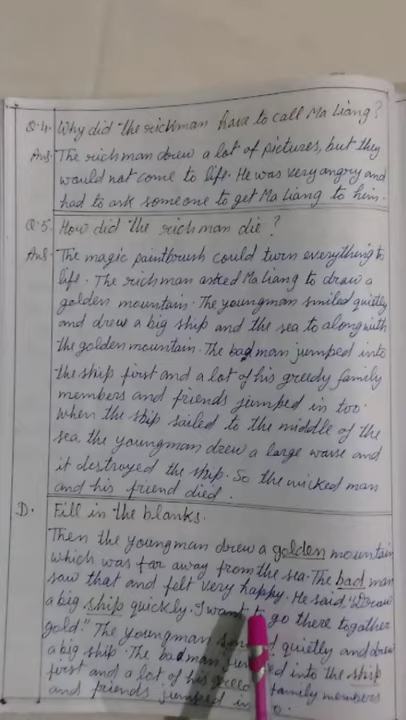 Q.4. Why did the richman have to call Ma Liang?
Ans. The richman drew a lot of pictures, but they
would not come to life. He was very angry and
had to ask someone to get Ma Liang to him.
Q.5. How did the richman die?
Ans. The magic paintbrush could turn everything to
life. The richman asked Ma Liang to draw a
golden mountain. The youngman smiled quietly
and drew a big ship and the sea to along with
the golden mountain. The bad man jumped into
the ship first and a lot of his greedy family
members and friends jumped in too.
When the ship sailed to the middle of the
sea, the youngman drew a large wave and
it destroyed the ship. So the wicked man
and his friend died.
D. Fill in the blanks.
Then the youngman drew a golden mountain
which was far away from the sea. The bad man
saw that and felt very happy. He said, "Draw
a big ship quickly. I want to go there to gather
gold." The youngman quietly and drew
a big ship. The badman into the ship
first and a lot of his family members
and friends jumped